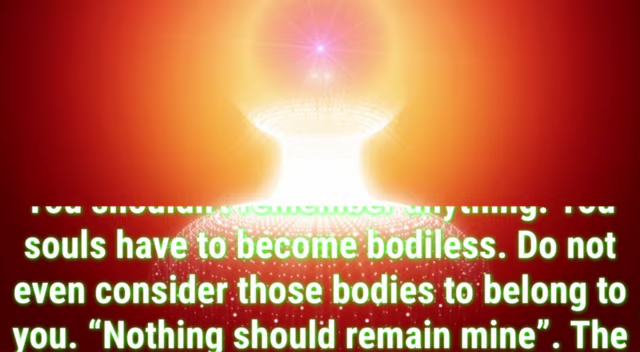 You shouldn't remember anything. You
souls have to become bodiless. Do not
even consider those bodies to belong to
you. “Nothing should remain mine”. The